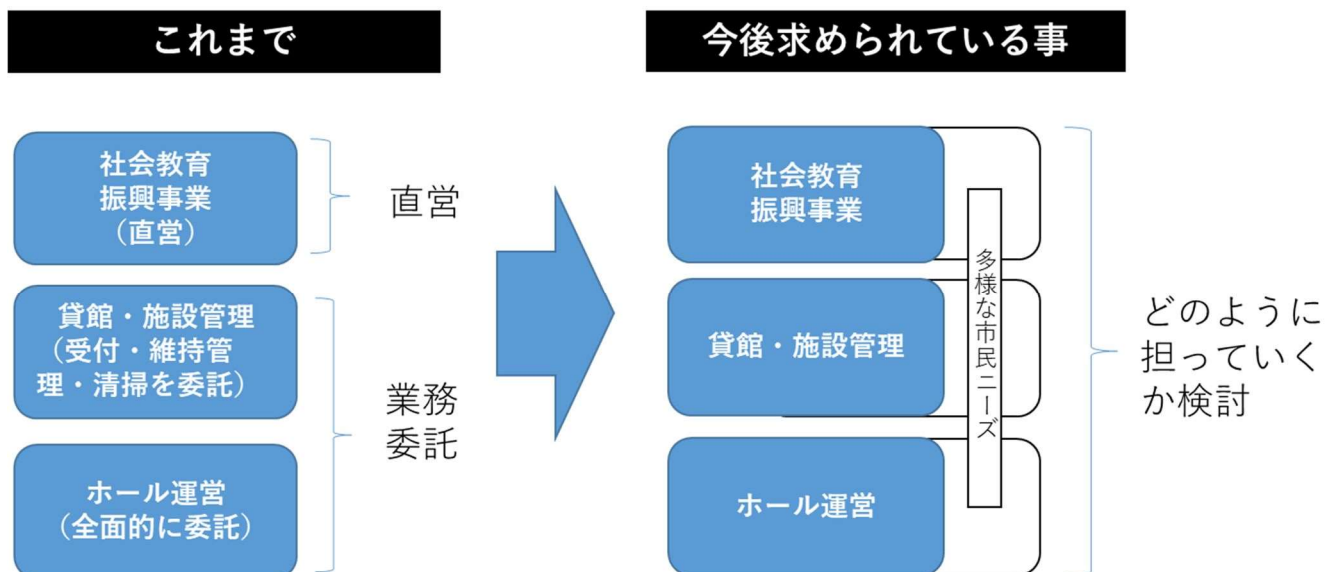 これまで
社会教育
振興事業
（直営）
直営
貸館・施設管理
（受付・維持管
理・清掃を委託）
ホール運営
（全面的に委託）
業務
委託
今後求められている事
社会教育
振興事業
貸館・施設管理
ホール運営
多様な市民ニーズ
どのように
担っていく
か検討